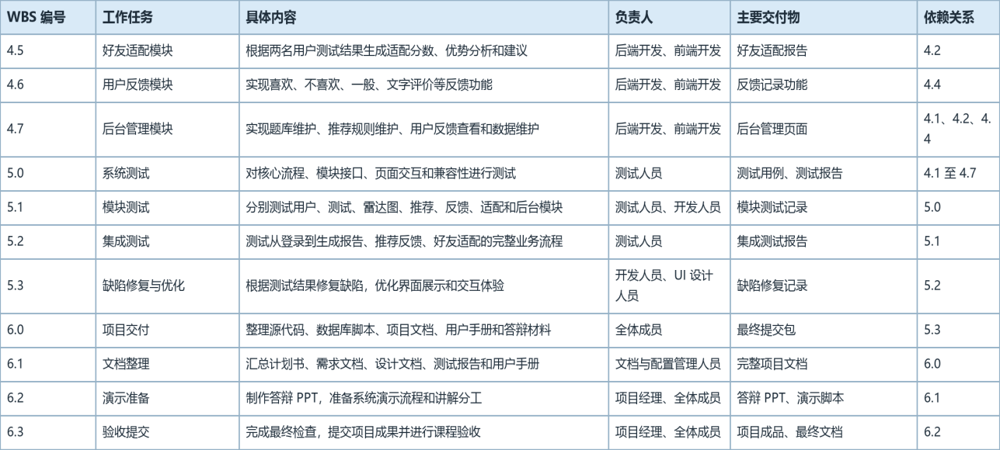 WBS 编号 工作任务 具体内容 负责人 主要交付物 依赖关系
4.5 好友适配模块 根据两名用户测试结果生成适配分数、优势分析和建议 后端开发、前端开发 好友适配报告 4.2
4.6 用户反馈模块 实现喜欢、不喜欢、一般、文字评价等反馈功能 后端开发、前端开发 反馈记录功能 4.4
4.7 后台管理模块 实现题库维护、推荐规则维护、用户反馈查看和数据维护 后端开发、前端开发 后台管理页面 4.1、4.2、4.
4
5.0 系统测试 对核心流程、模块接口、页面交互和兼容性进行测试 测试人员 测试用例、测试报告 4.1 至 4.7
5.1 模块测试 分别测试用户、测试、雷达图、推荐、反馈、适配和后台模块 测试人员、开发人员 模块测试记录 5.0
5.2 集成测试 测试从登录到生成报告、推荐反馈、好友适配的完整业务流程 测试人员 集成测试报告 5.1
5.3 缺陷修复与优化 根据测试结果修复缺陷，优化界面展示和交互体验 开发人员、UI 设计
人员 缺陷修复记录 5.2
6.0 项目交付 整理源代码、数据库脚本、项目文档、用户手册和答辩材料 全体成员 最终提交包 5.3
6.1 文档整理 汇总计划书、需求文档、设计文档、测试报告和用户手册 文档与配置管理人员 完整项目文档 6.0
6.2 演示准备 制作答辩 PPT，准备系统演示流程和讲解分工 项目经理、全体成员 答辩 PPT、演示脚本 6.1
6.3 验收提交 完成最终检查，提交项目成果并进行课程验收 项目经理、全体成员 项目成品、最终文档 6.2